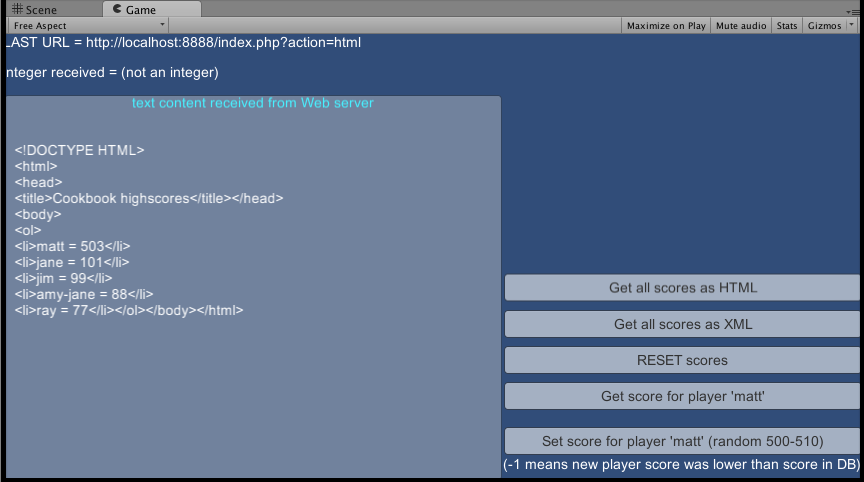 Scene Game
Free Aspect Maximize on Play Mute audio Stats Gizmos
LAST URL = http://localhost:8888/index.php?action=html
nteger received = (not an integer)
text content received from Web server
<!DOCTYPE HTML>
<html>
<head>
<title>Cookbook highscores</title></head>
<body>
<ol>
<li>matt = 503</li>
<li>jane = 101</li>
<li>jim = 99</li>
<li>amy-jane = 88</li>
<li>ray = 77</li></ol></body></html>
Get all scores as HTML
Get all scores as XML
RESET scores
Get score for player 'matt'
Set score for player 'matt' (random 500-510)
(-1 means new player score was lower than score in DB)